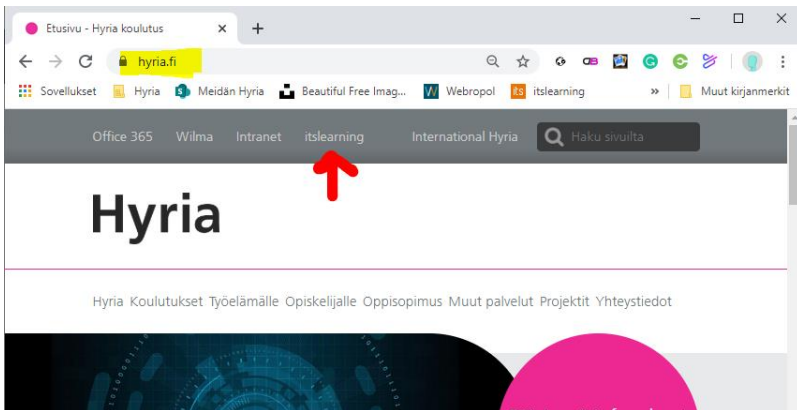 Etusivu - Hyria koulutus
hyria.fi
Sovellukset Hyria Meidän Hyria Beautiful Free Imag... Webropol its itslearning » Muut kirjanmerkit
Office 365 Wilma Intranet itslearning International Hyria Haku sivuilta
Hyria
Hyria Koulutukset Työelämälle Opiskelijalle Oppisopimus Muut palvelut Projektit Yhteystiedot